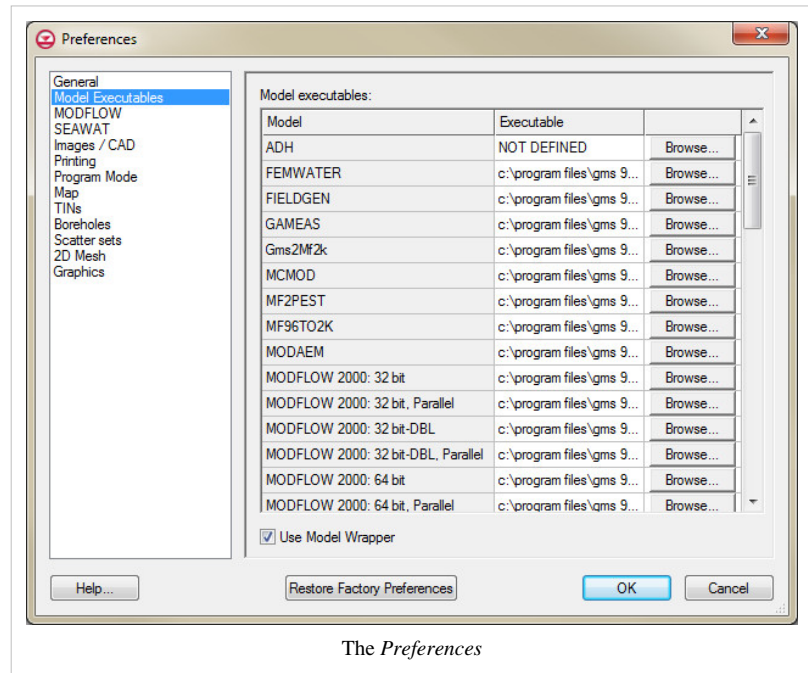 Preferences
General
Model Executables
MODFLOW
SEAWAT
Images / CAD
Printing
Program Mode
Map
TINs
Boreholes
Scatter sets
2D Mesh
Graphics
Model executables:
Model Executable
ADH NOT DEFINED Browse...
FEMWATER c:\program files\gms 9... Browse...
FIELDGEN c:\program files\gms 9... Browse...
GAMEAS c:\program files\gms 9... Browse...
Gms2Mf2k c:\program files\gms 9... Browse...
MCMOD c:\program files\gms 9... Browse...
MF2PEST c:\program files\gms 9... Browse...
MF96TO2K c:\program files\gms 9... Browse...
MODAEM c:\program files\gms 9... Browse...
MODFLOW 2000: 32 bit c:\program files\gms 9... Browse...
MODFLOW 2000: 32 bit, Parallel c:\program files\gms 9... Browse...
MODFLOW 2000: 32 bit-DBL c:\program files\gms 9... Browse...
MODFLOW 2000: 32 bit-DBL, Parallel c:\program files\gms 9... Browse...
MODFLOW 2000: 64 bit c:\program files\gms 9... Browse...
MODFLOW 2000: 64 bit, Parallel c:\program files\gms 9... Browse...
Use Model Wrapper
Help... Restore Factory Preferences OK Cancel
The Preferences